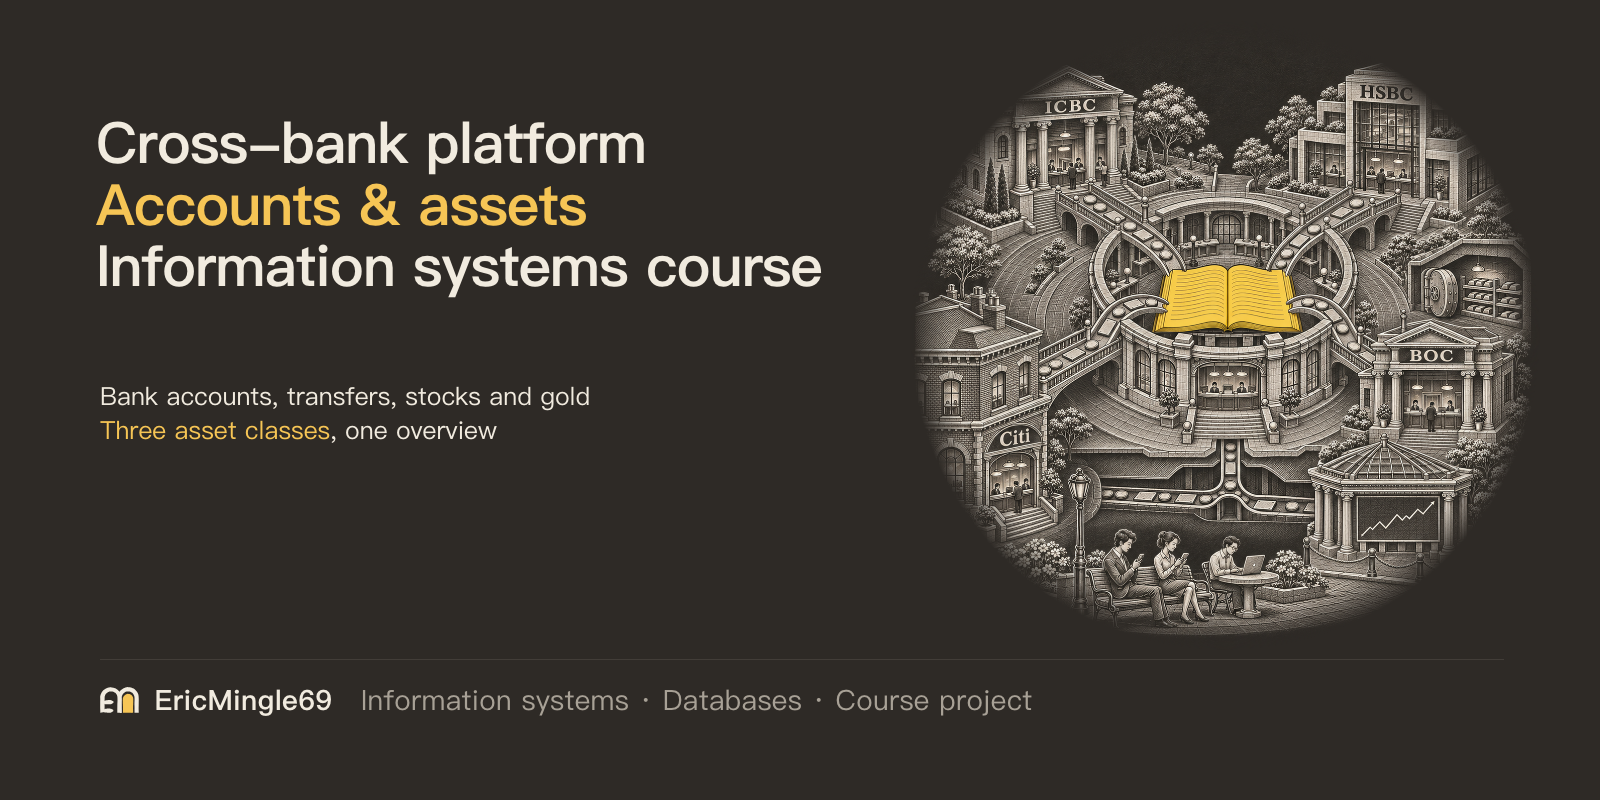 Cross–bank platform
Accounts & assets
Information systems course
Bank accounts, transfers, stocks and gold
Three asset classes, one overview
ICBC
HSBC
BOC
Citi
EricMingle69 Information systems · Databases · Course project